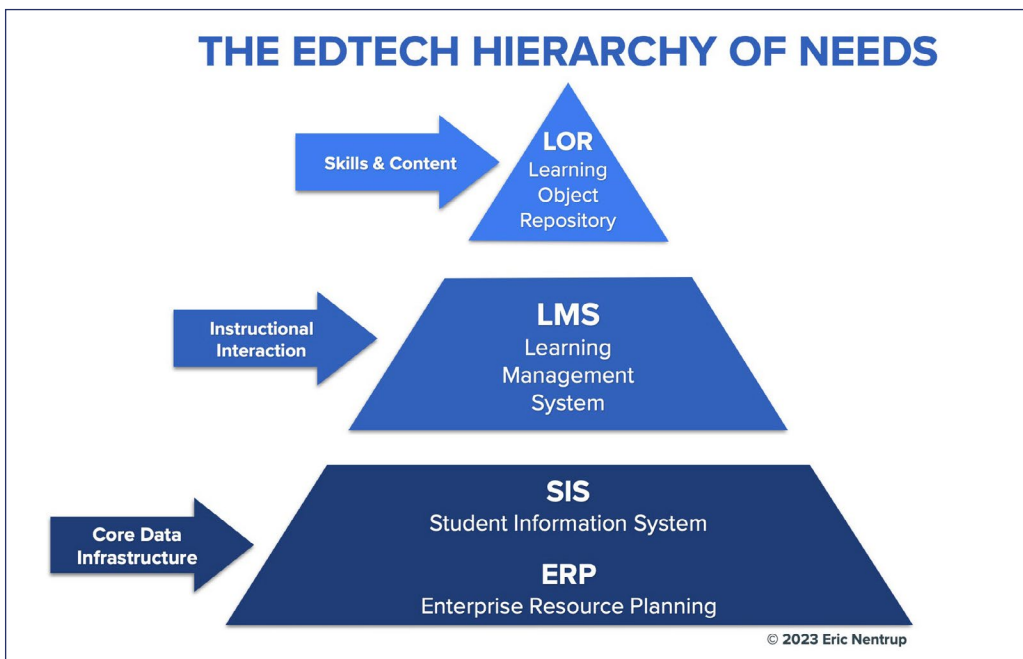 THE EDTECH HIERARCHY OF NEEDS
Skills & Content
LOR
Learning
Object
Repository
Instructional
Interaction
LMS
Learning
Management
System
Core Data
Infrastructure
SIS
Student Information System
ERP
Enterprise Resource Planning
© 2023 Eric Nentrup